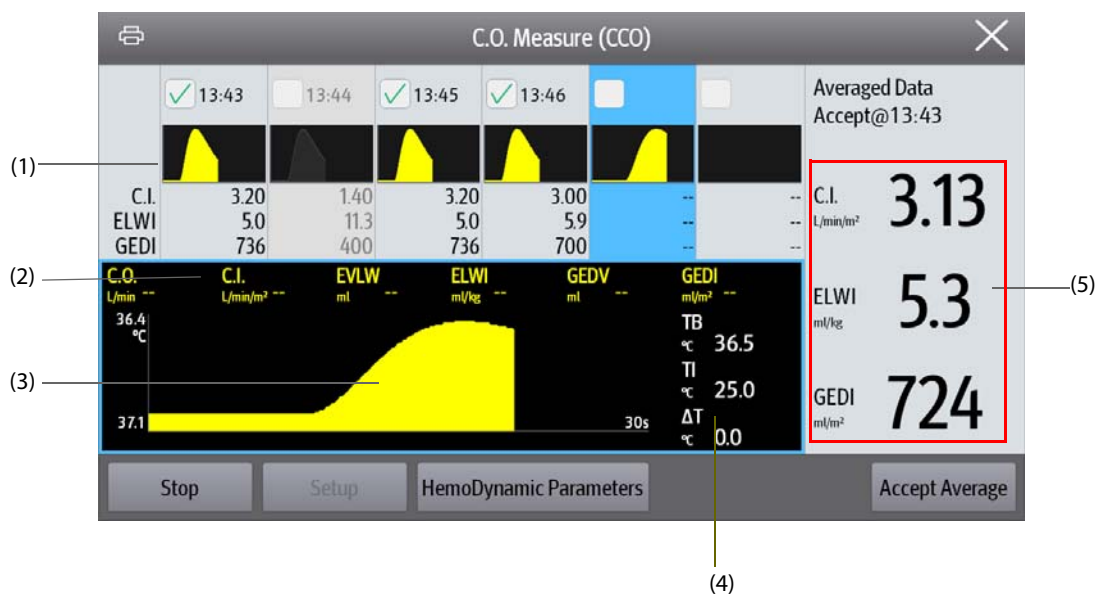 C.O. Measure (CCO)
13:43 13:44 13:45 13:46
Averaged Data
Accept@13:43
(1)
C.I. 3.20 1.40 3.20 3.00 -- --
ELWI 5.0 11.3 5.0 5.9 -- --
GEDI 736 400 736 700 -- --
C.I.
L/min/m² 3.13
ELWI
ml/kg 5.3
GEDI
ml/m² 724
(5)
(2)
C.O. C.I. EVLW ELWI GEDV GEDI
L/min -- L/min/m² -- ml -- ml/kg -- ml -- ml/m² --
36.4
°C
37.1
30s
(3)
TB
°C 36.5
TI
°C 25.0
ΔT
°C 0.0
Stop Setup HemoDynamic Parameters Accept Average
(4)